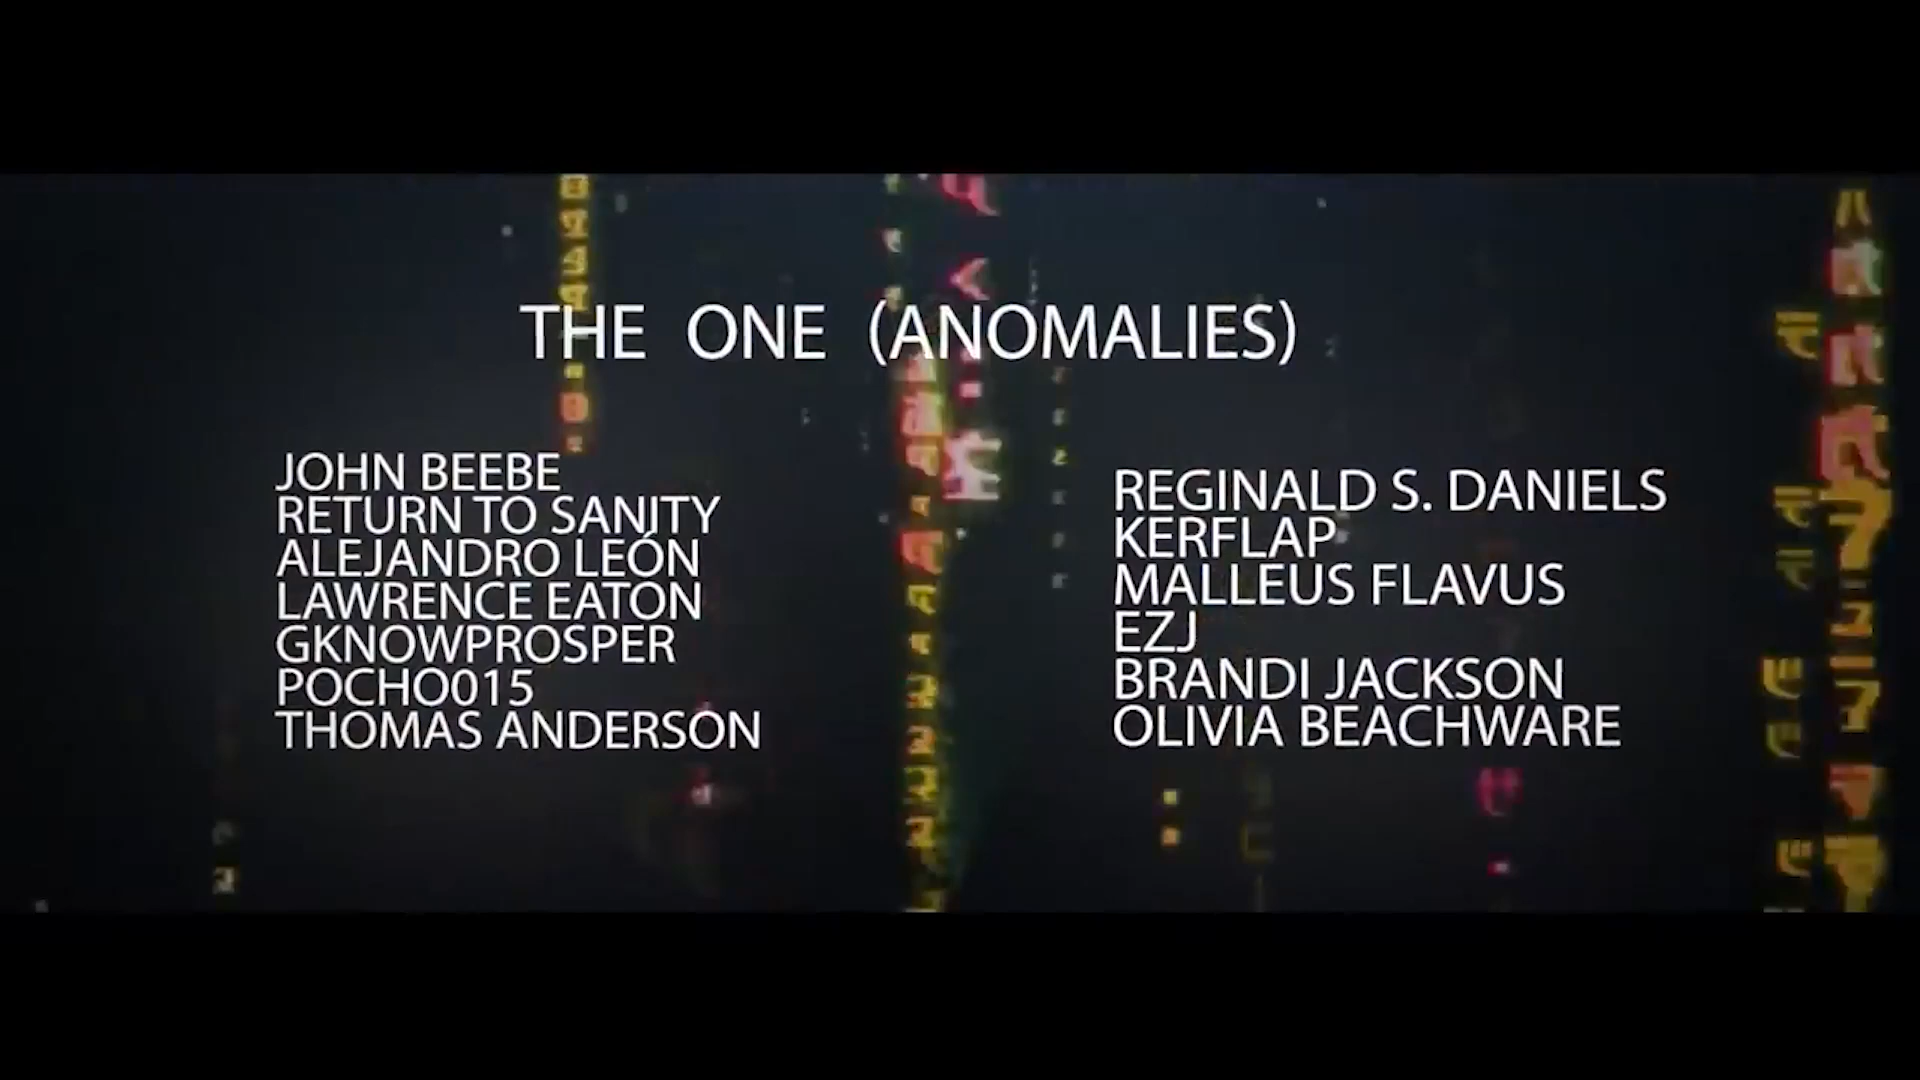 THE ONE (ANOMALIES)
JOHN BEEBE
RETURN TO SANITY
ALEJANDRO LEÓN
LAWRENCE EATON
GKNOWPROSPER
POCHO015
THOMAS ANDERSON
REGINALD S. DANIELS
KERFLAP
MALLEUS FLAVUS
EZJ
BRANDI JACKSON
OLIVIA BEACHWARE